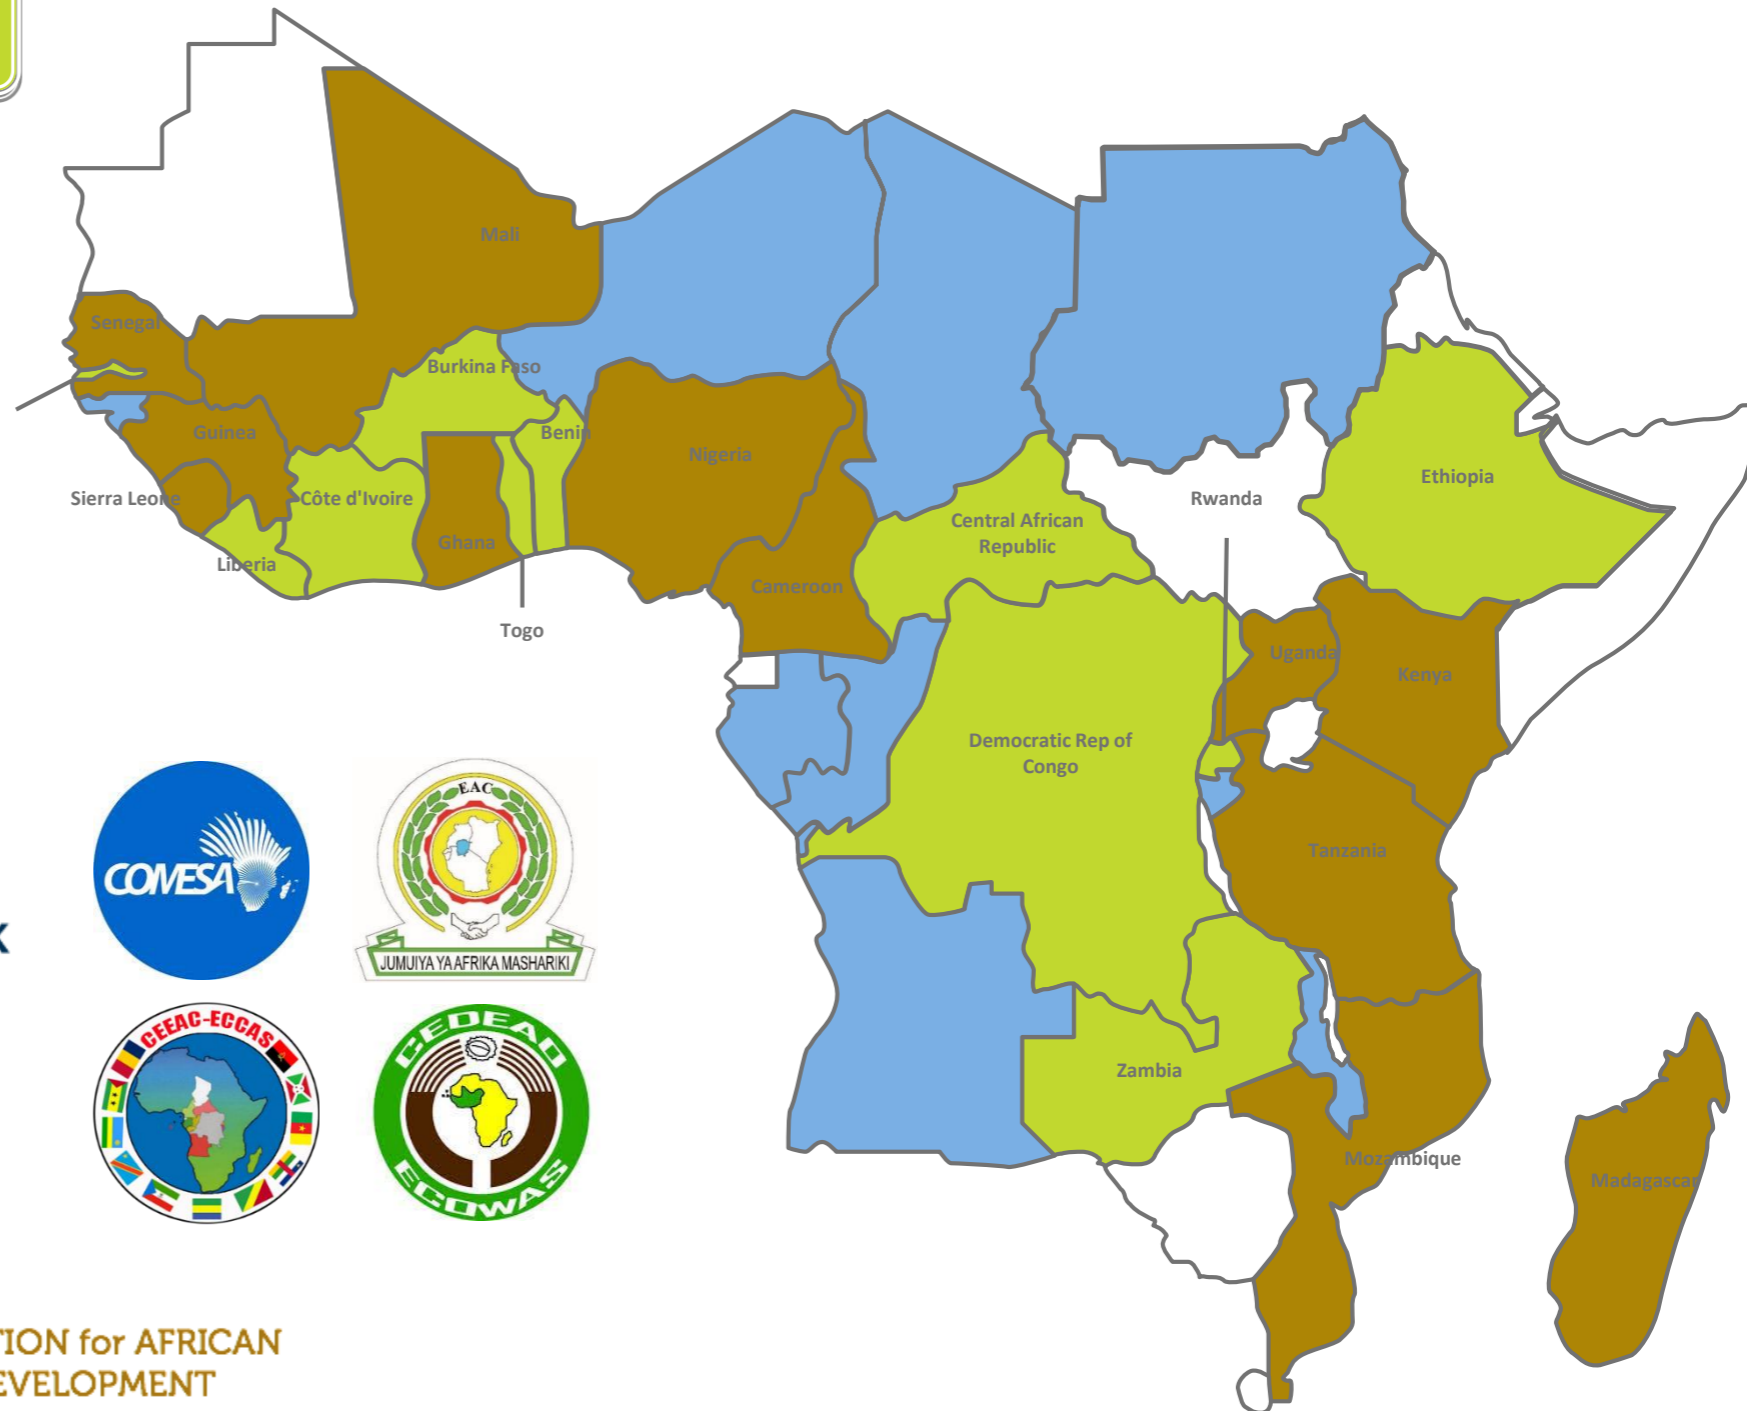 Mali
Senegal
Burkina Faso
Guinea
Benin
Nigeria
Ethiopia
Sierra Leone
Côte d'Ivoire
Rwanda
Central African
Republic
Ghana
Liberia
Cameroon
Togo
Uganda
Kenya
Democratic Rep of
Congo
Tanzania
Zambia
Mozambique
Madagascar
COMESA
EAC
JUMUIYA YA AFRIKA MASHARIKI
CEEAC-ECCAS
CEDEAO
ECOWAS
K
TION for AFRICAN
EVELOPMENT